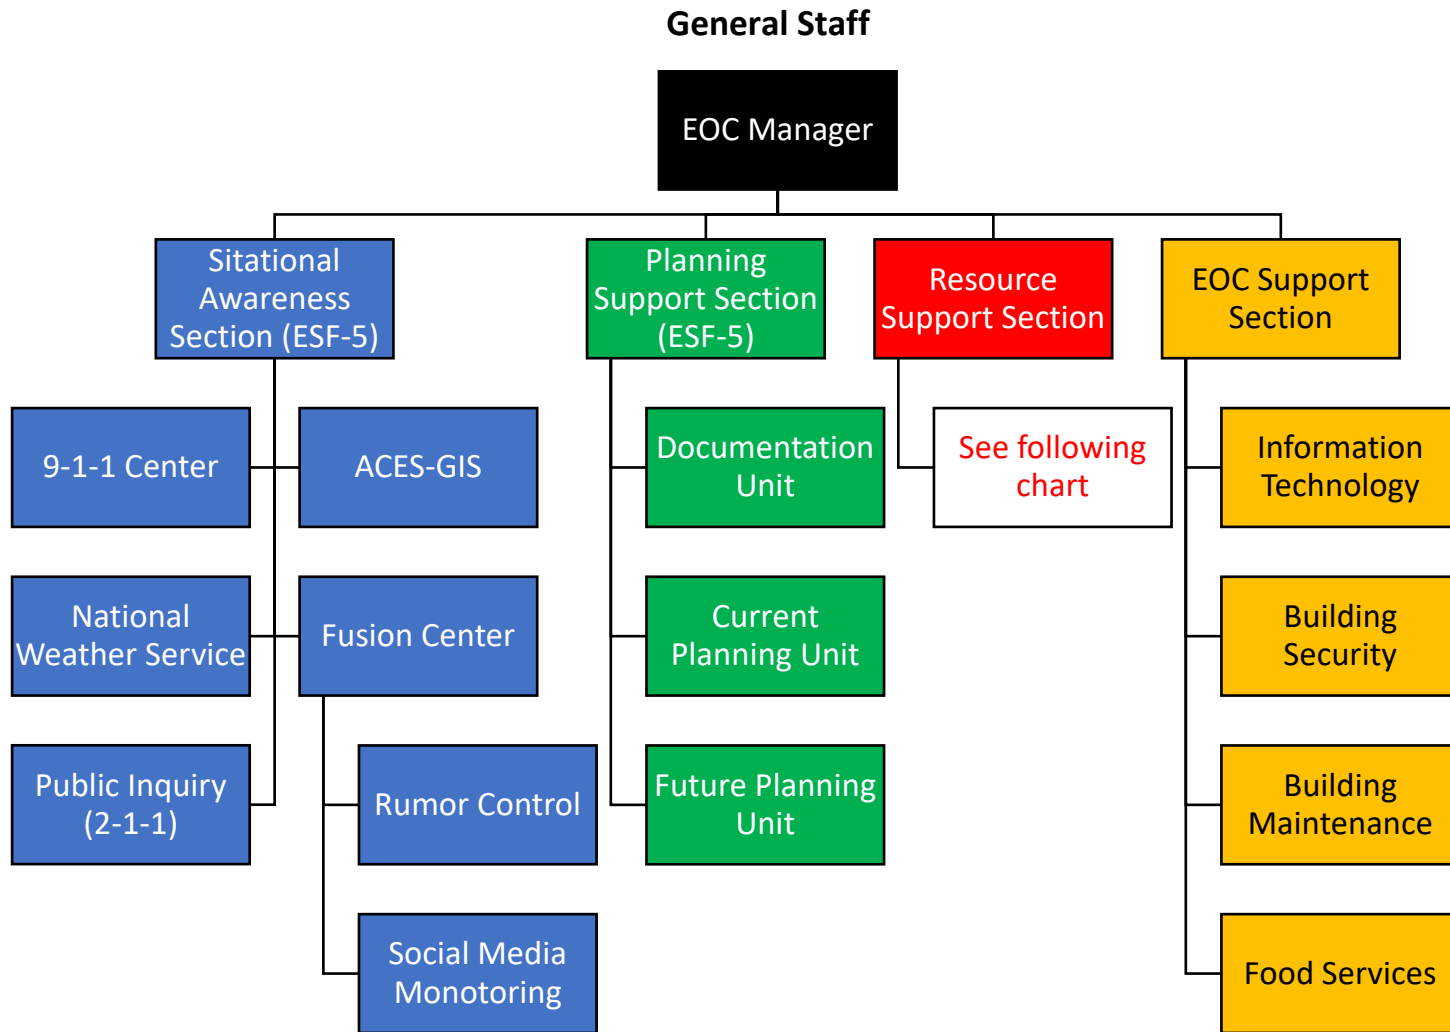 General Staff
EOC Manager
Sitational
Awareness
Section (ESF-5)
Planning
Support Section
(ESF-5)
Resource
Support Section
EOC Support
Section
9-1-1 Center
ACES-GIS
National
Weather Service
Fusion Center
Public Inquiry
(2-1-1)
Rumor Control
Social Media
Monotoring
Documentation
Unit
Current
Planning Unit
Future Planning
Unit
See following
chart
Information
Technology
Building
Security
Building
Maintenance
Food Services